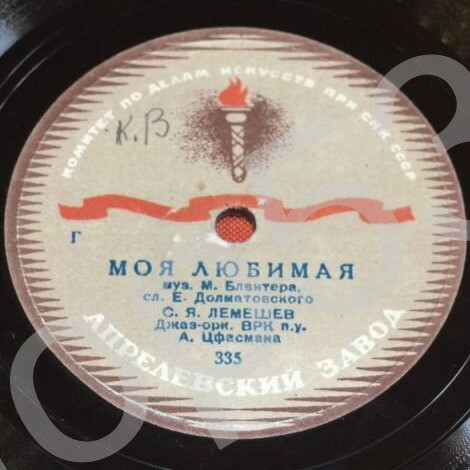 КОМИТЕТ ПО ДЕЛАМ ИСКУССТВ ПРИ СНК СССР
К.В
Г
МОЯ ЛЮБИМАЯ
муз. М. Блантера,
сл. Е. Долматовского
С. Я. ЛЕМЕШЕВ
Джаз-орк. ВРК п.у.
А. Цфасмана
335
АПРЕЛЕВСКИЙ ЗАВОД